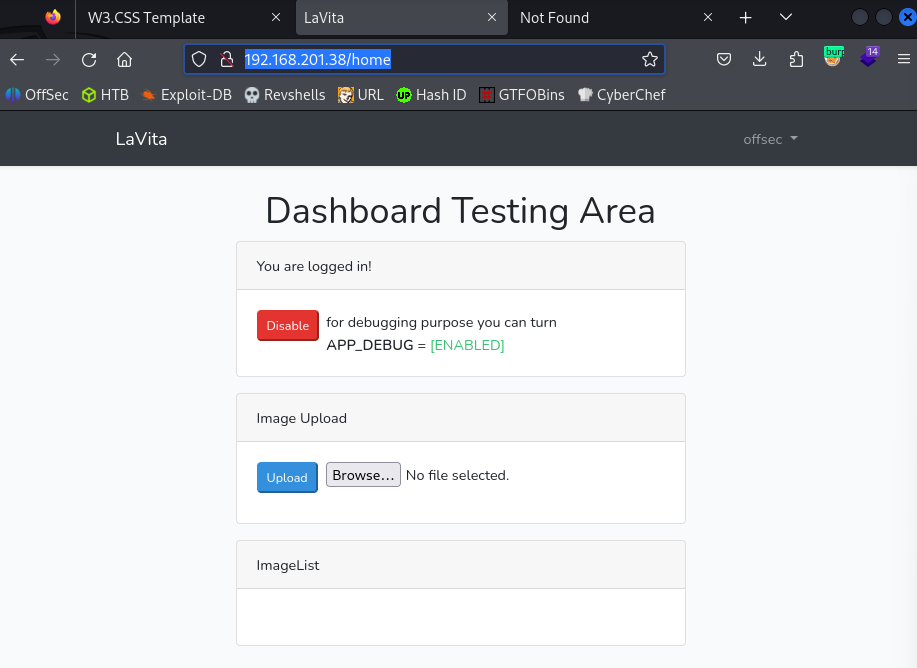 W3.CSS Template
LaVita
Not Found
192.168.201.38/home
burp
14
OffSec
HTB
Exploit-DB
Revshells
URL
UP
Hash ID
GTFOBins
CyberChef
LaVita
offsec
Dashboard Testing Area
You are logged in!
Disable
for debugging purpose you can turn
APP_DEBUG = [ENABLED]
Image Upload
Upload
Browse...
No file selected.
ImageList